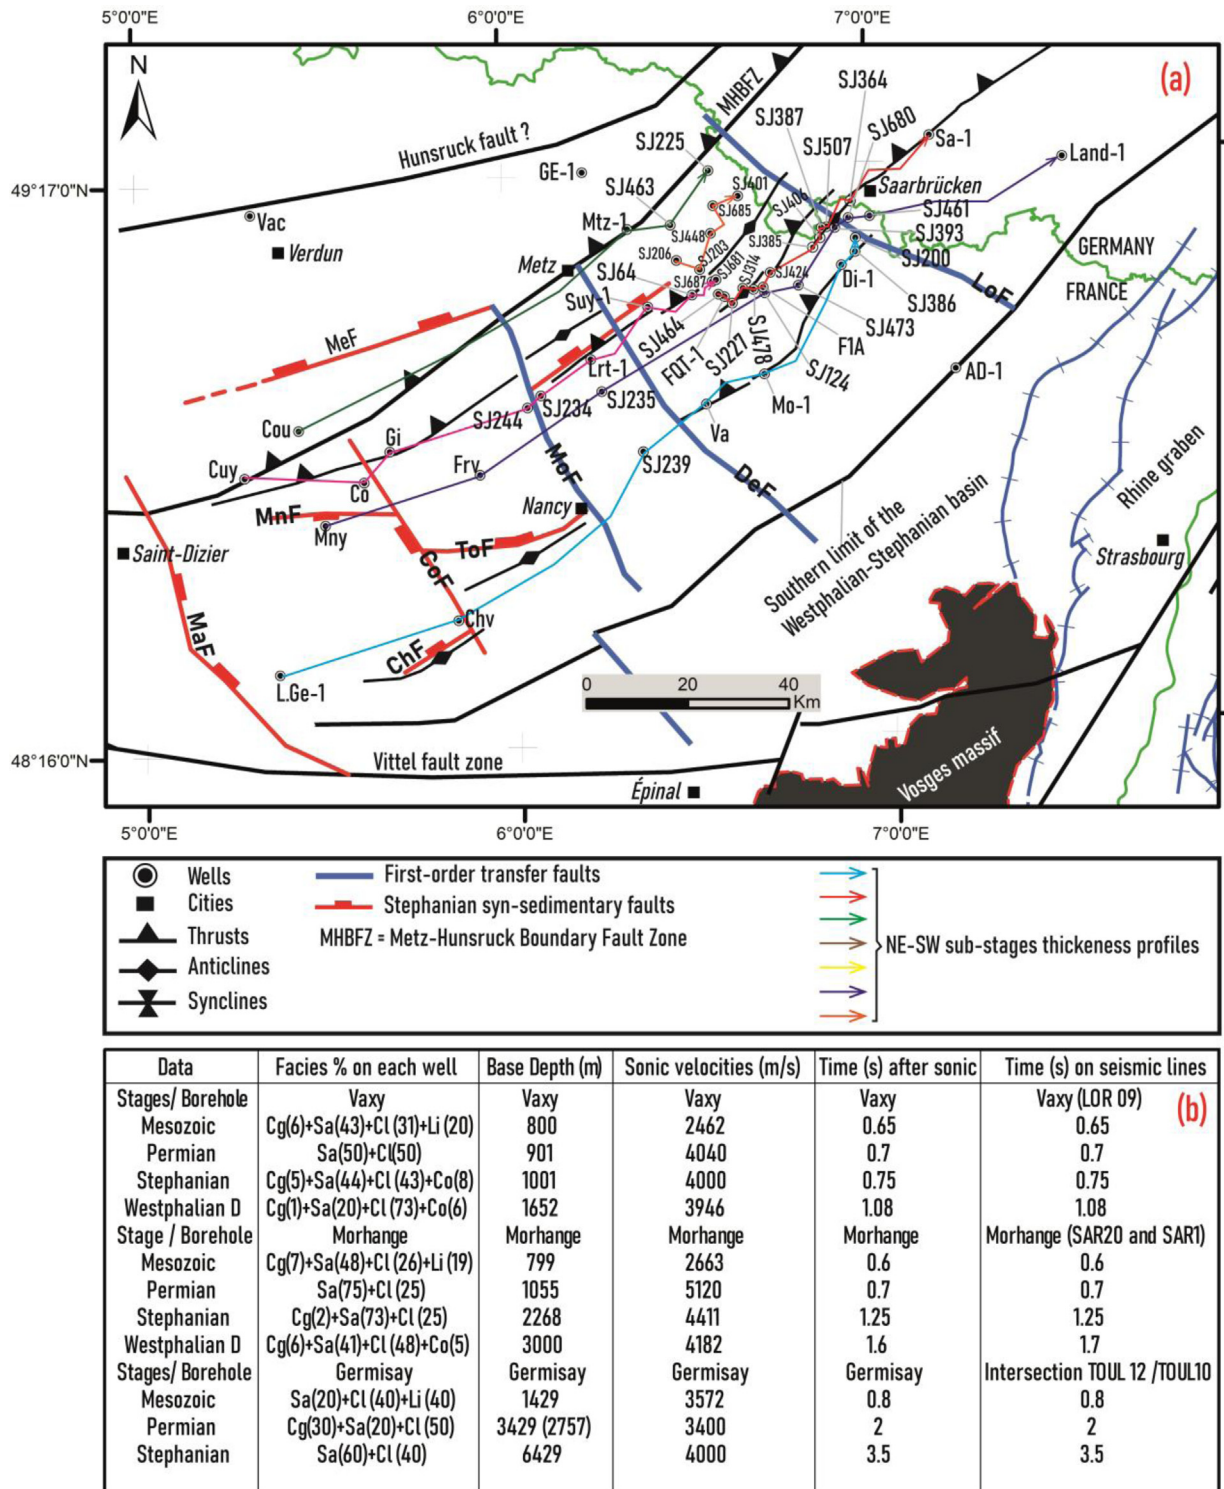 5°0'0"E 6°0'0"E 7°0'0"E
N
(a)
MHBFZ
SJ364
SJ387
SJ680
SJ507
Sa-1
Hunsruck fault ?
SJ225
Land-1
GE-1
49°17'0"N
SJ463
SJ401
Saarbrücken
SJ406
SJ685
SJ461
Vac
Mtz-1
SJ448
SJ393
Verdun
SJ385
GERMANY
SJ206
SJ203
SJ681
SJ200
Metz
SJ64
SJ687
SJ314
SJ424
Di-1
FRANCE
Suy-1
SJ386
LoF
MeF
SJ464
SJ478
SJ473
FQT-1
SJ227
F1A
Lrt-1
SJ124
AD-1
SJ244
SJ234
SJ235
Mo-1
Va
Cou
Gi
Cuy
Fry
MoF
SJ239
Co
DeF
Rhine graben
MnF
Nancy
Mny
Southern limit of the
Westphalian-Stephanian basin
Saint-Dizier
ToF
CoF
Strasbourg
MaF
Chv
ChF
L.Ge-1
0 20 40
Km
48°16'0"N
Vittel fault zone
Vosges massif
Épinal
5°0'0"E 6°0'0"E 7°0'0"E
Wells
Cities
Thrusts
Anticlines
Synclines
First-order transfer faults
Stephanian syn-sedimentary faults
MHBFZ = Metz-Hunsruck Boundary Fault Zone
NE-SW sub-stages thickeness profiles
Data Facies % on each well Base Depth (m) Sonic velocities (m/s) Time (s) after sonic Time (s) on seismic lines
Stages/ Borehole Vaxy Vaxy Vaxy Vaxy Vaxy (LOR 09) (b)
Mesozoic Cg(6)+Sa(43)+Cl (31)+Li (20) 800 2462 0.65 0.65
Permian Sa(50)+Cl(50) 901 4040 0.7 0.7
Stephanian Cg(5)+Sa(44)+Cl (43)+Co(8) 1001 4000 0.75 0.75
Westphalian D Cg(1)+Sa(20)+Cl (73)+Co(6) 1652 3946 1.08 1.08
Stage / Borehole Morhange Morhange Morhange Morhange Morhange (SAR20 and SAR1)
Mesozoic Cg(7)+Sa(48)+Cl (26)+Li (19) 799 2663 0.6 0.6
Permian Sa(75)+Cl (25) 1055 5120 0.7 0.7
Stephanian Cg(2)+Sa(73)+Cl (25) 2268 4411 1.25 1.25
Westphalian D Cg(6)+Sa(41)+Cl (48)+Co(5) 3000 4182 1.6 1.7
Stages/ Borehole Germisay Germisay Germisay Germisay Intersection TOUL 12 /TOUL10
Mesozoic Sa(20)+Cl (40)+Li (40) 1429 3572 0.8 0.8
Permian Cg(30)+Sa(20)+Cl (50) 3429 (2757) 3400 2 2
Stephanian Sa(60)+Cl (40) 6429 4000 3.5 3.5